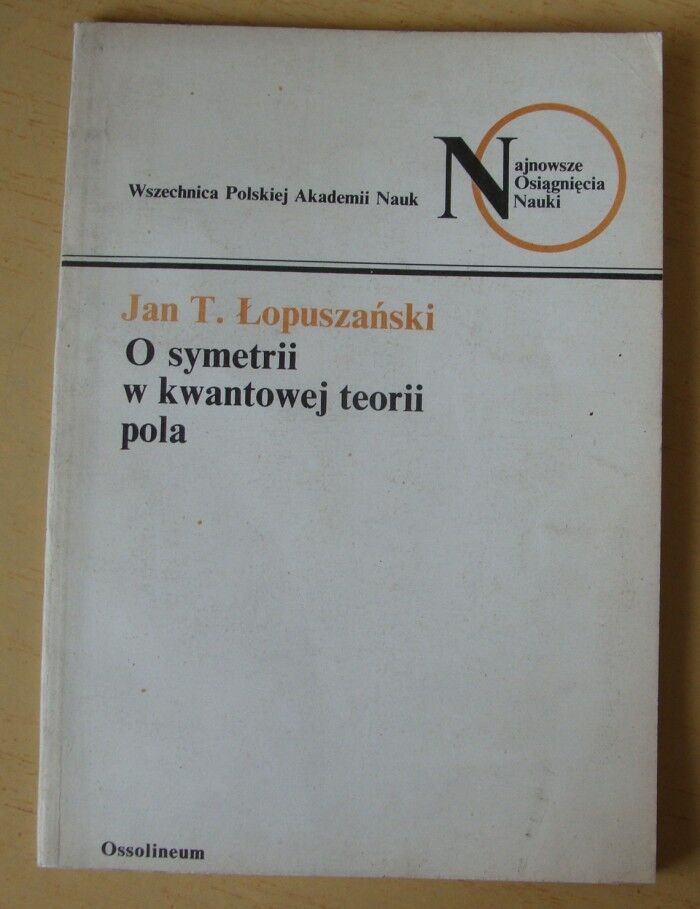 Wszechnica Polskiej Akademii Nauk
Najnowsze
Osiągnięcia
Nauki
Jan T. Łopuszański
O symetrii
w kwantowej teorii
pola
Ossolineum